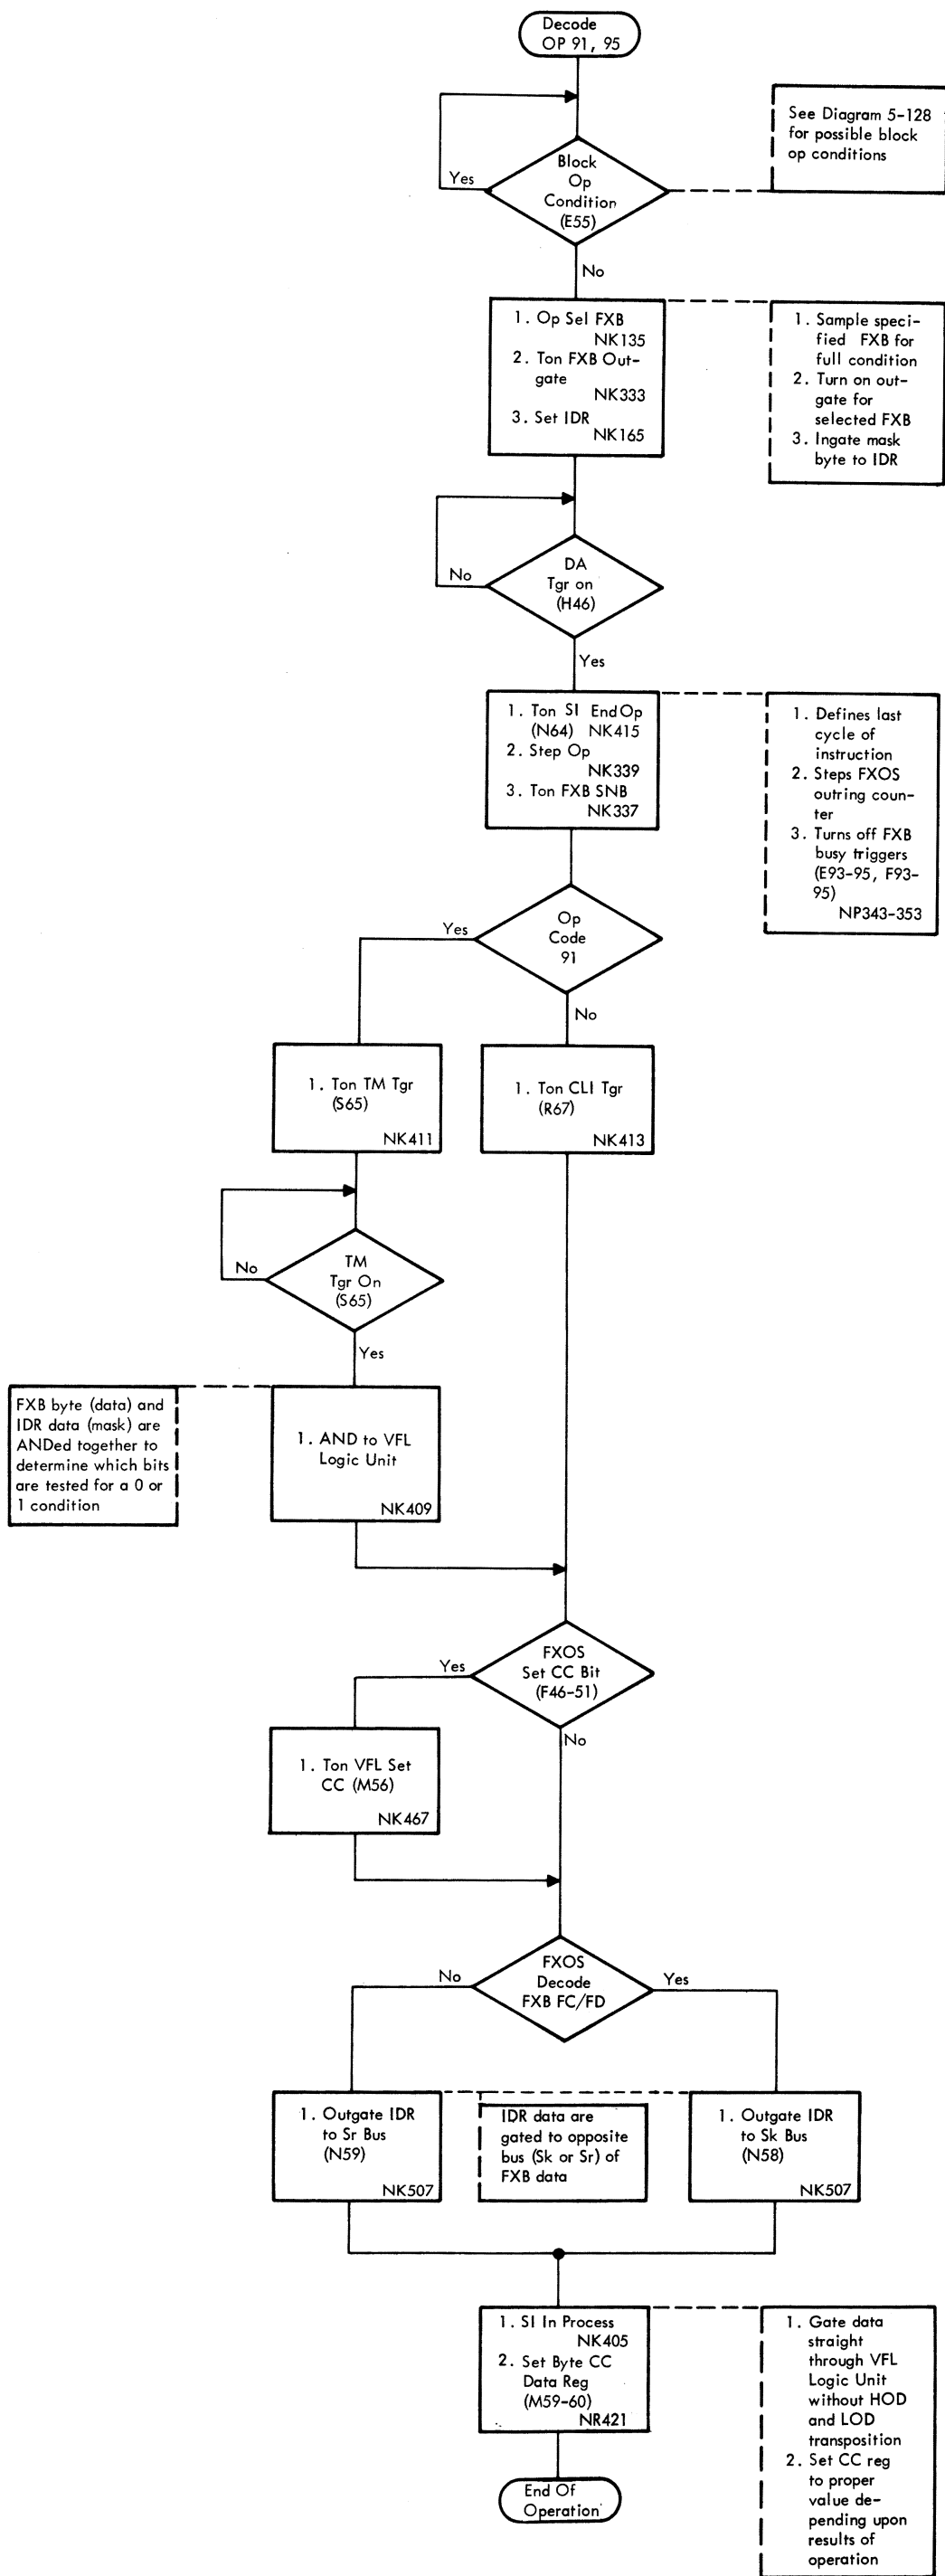 Decode
OP 91, 95
See Diagram 5-128
for possible block
op conditions
Block
Op
Condition
(E55)
Yes
No
1. Op Sel FXB
NK135
2. Ton FXB Out-
gate
NK333
3. Set IDR
NK165
1. Sample speci-
fied FXB for
full condition
2. Turn on out-
gate for
selected FXB
3. Ingate mask
byte to IDR
DA
Tgr on
(H46)
No
Yes
1. Ton SI End Op
(N64) NK415
2. Step Op
NK339
3. Ton FXB SNB
NK337
1. Defines last
cycle of
instruction
2. Steps FXOS
outring coun-
ter
3. Turns off FXB
busy triggers
(E93-95, F93-
95)
NP343-353
Op
Code
91
Yes
No
1. Ton TM Tgr
(S65)
NK411
1. Ton CLI Tgr
(R67)
NK413
TM
Tgr On
(S65)
No
Yes
FXB byte (data) and
IDR data (mask) are
ANDed together to
determine which bits
are tested for a 0 or
1 condition
1. AND to VFL
Logic Unit
NK409
FXOS
Set CC Bit
(F46-51)
Yes
No
1. Ton VFL Set
CC (M56)
NK467
FXOS
Decode
FXB FC/FD
No
Yes
1. Outgate IDR
to Sr Bus
(N59)
NK507
IDR data are
gated to opposite
bus (Sk or Sr) of
FXB data
1. Outgate IDR
to Sk Bus
(N58)
NK507
1. SI In Process
NK405
2. Set Byte CC
Data Reg
(M59-60)
NR421
1. Gate data
straight
through VFL
Logic Unit
without HOD
and LOD
transposition
2. Set CC reg
to proper
value de-
pending upon
results of
operation
End Of
Operation